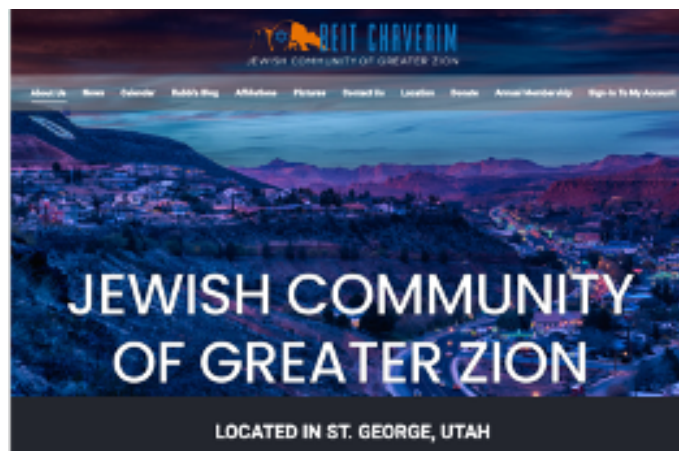 BEIT CHAVERIM
JEWISH COMMUNITY OF GREATER ZION
About Us News Calendar Rabbi's Blog Affiliations Pictures Contact Us Location Donate Annual Membership Sign-In To My Account
JEWISH COMMUNITY
OF GREATER ZION
LOCATED IN ST. GEORGE, UTAH